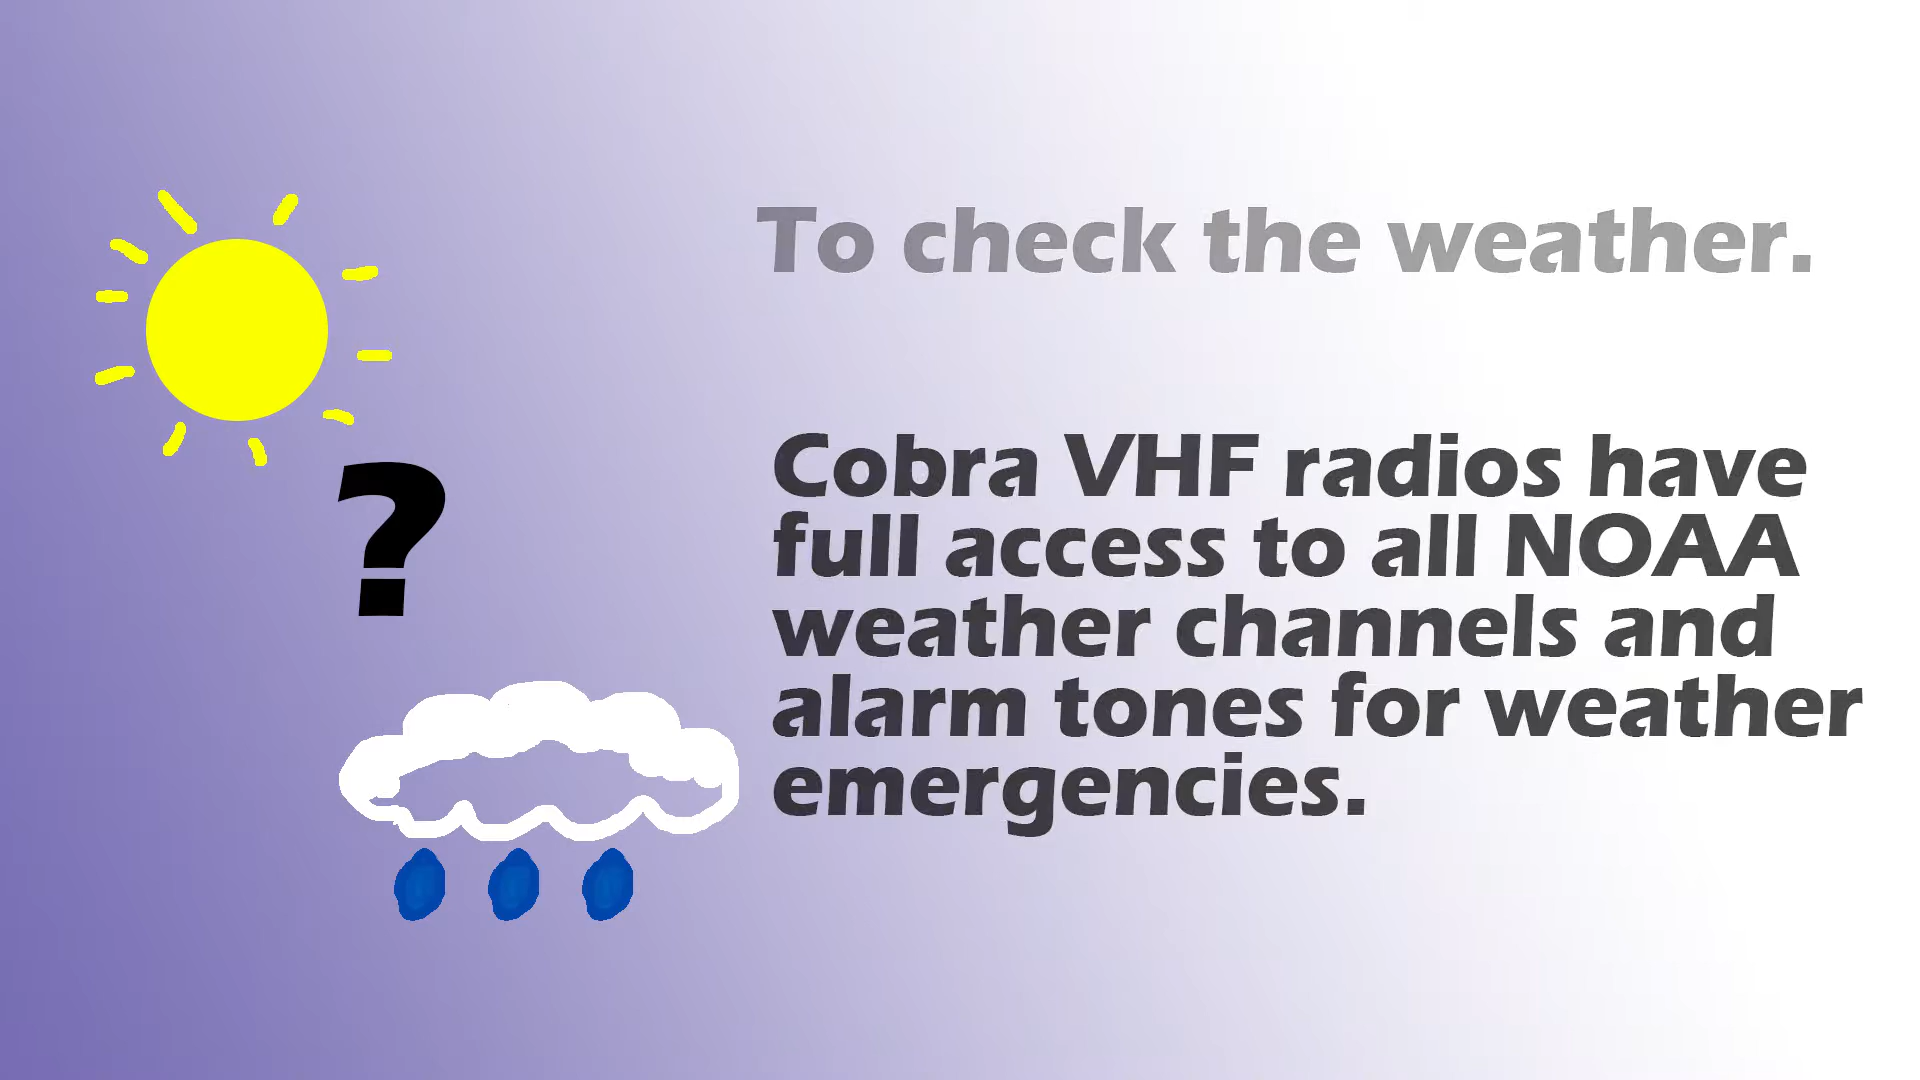 To check the weather.
?
Cobra VHF radios have
full access to all NOAA
weather channels and
alarm tones for weather
emergencies.